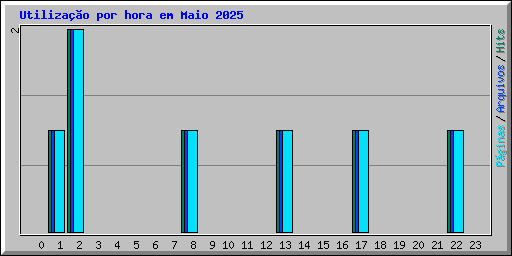 Utilização por hora em Maio 2025
2
Páginas / Arquivos / Hits
0 1 2 3 4 5 6 7 8 9 10 11 12 13 14 15 16 17 18 19 20 21 22 23